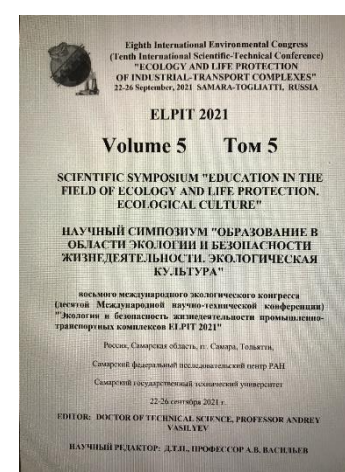 Eighth International Environmental Congress
(Tenth International Scientific-Technical Conference)
"ECOLOGY AND LIFE PROTECTION
OF INDUSTRIAL-TRANSPORT COMPLEXES"
22-26 September, 2021 SAMARA-TOGLIATTI, RUSSIA
ELPIT 2021
Volume 5 Том 5
SCIENTIFIC SYMPOSIUM "EDUCATION IN THE
FIELD OF ECOLOGY AND LIFE PROTECTION.
ECOLOGICAL CULTURE"
НАУЧНЫЙ СИМПОЗИУМ "ОБРАЗОВАНИЕ В
ОБЛАСТИ ЭКОЛОГИИ И БЕЗОПАСНОСТИ
ЖИЗНЕДЕЯТЕЛЬНОСТИ. ЭКОЛОГИЧЕСКАЯ
КУЛЬТУРА"
восьмого международного экологического конгресса
(десятой Международной научно-технической конференции)
"Экология и безопасность жизнедеятельности промышленно-
транспортных комплексов ELPIT 2021"
Россия, Самарская область, гг. Самара, Тольятти,
Самарский федеральный исследовательский центр РАН
Самарский государственный технический университет
22-26 сентября 2021 г.
EDITOR: DOCTOR OF TECHNICAL SCIENCE, PROFESSOR ANDREY
VASILYEV
НАУЧНЫЙ РЕДАКТОР: Д.Т.Н., ПРОФЕССОР А.В. ВАСИЛЬЕВ